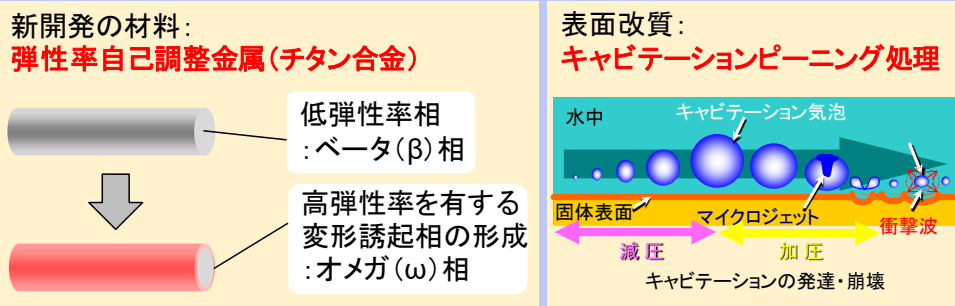 新開発の材料：
弾性率自己調整金属（チタン合金）
低弾性率相
：ベータ（β）相
高弾性率を有する
変形誘起相の形成
：オメガ（ω）相
表面改質：
キャビテーションピーニング処理
水中
キャビテーション気泡
固体表面
マイクロジェット
衝撃波
減 圧
加 圧
キャビテーションの発達・崩壊